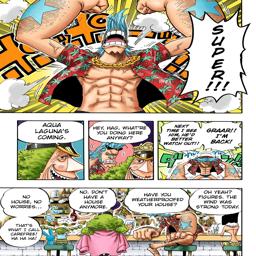 SUPER!!!
GRAAR!!
I'M
BACK!
NEXT TIME I
SEE HIM, HE'D
BETTER
WATCH OUT!!
HEY, HAG, WHAT'RE
YOU DOING HERE
ANYWAY?
AQUA
LAGUNA'S
COMING.
OH YEAH?
FIGURES. THE
WIND WAS
STRONG TODAY.
HAVE YOU
WEATHERPROOFED
YOUR HOUSE?
NO. DON'T
HAVE A
HOUSE
ANYMORE.
NO
HOUSE, NO
WORRIES...
THAT'S
WHAT I CALL
CAREFREE!
HA HA HA!